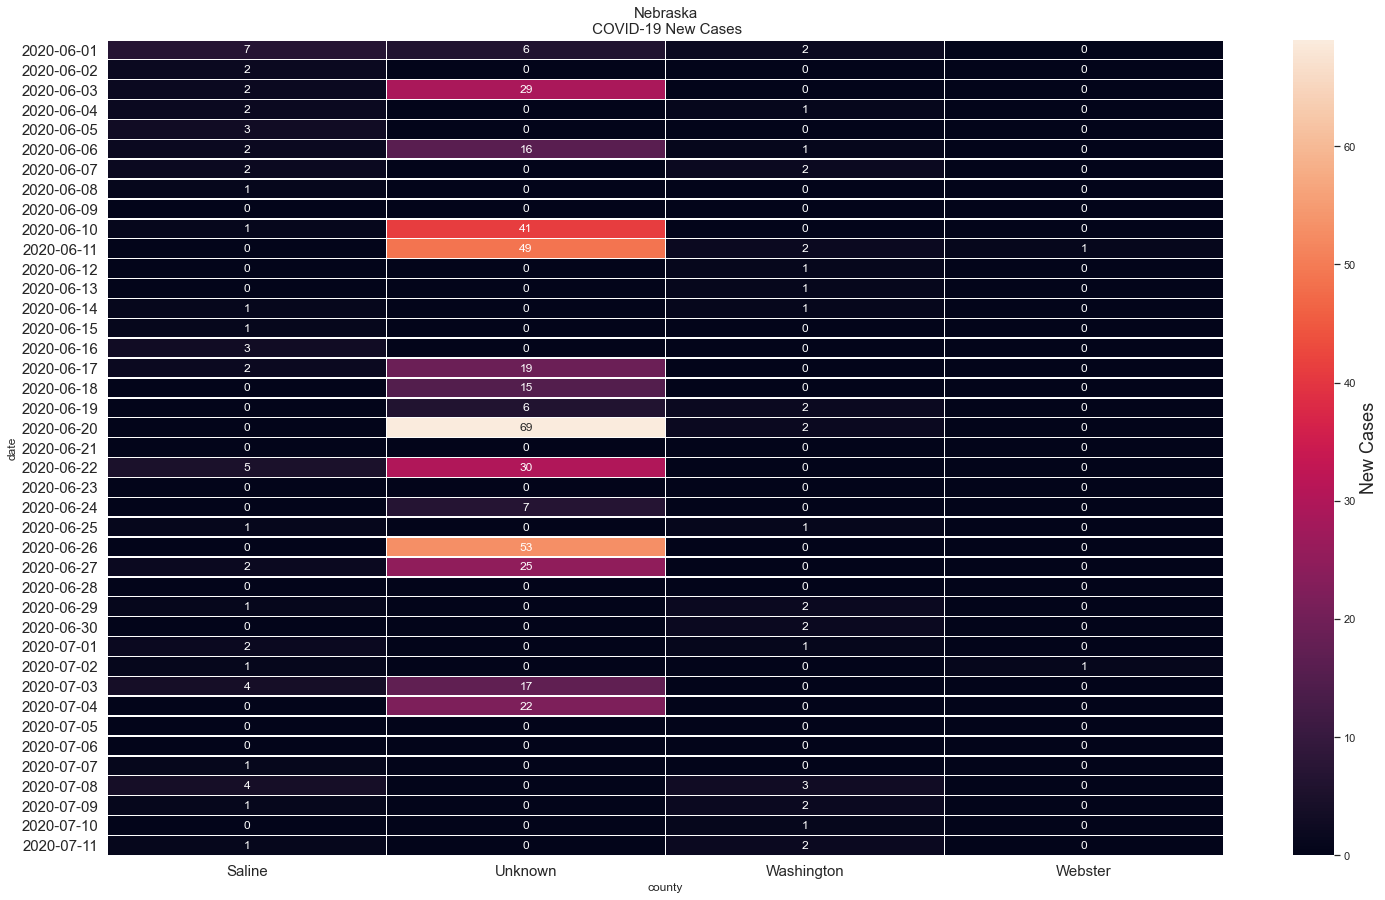 Nebraska
COVID-19 New Cases
2020-06-01 7 6 2 0
2020-06-02 2 0 0 0
2020-06-03 2 29 0 0
2020-06-04 2 0 1 0
2020-06-05 3 0 0 0
2020-06-06 2 16 1 0
2020-06-07 2 0 2 0
2020-06-08 1 0 0 0
2020-06-09 0 0 0 0
2020-06-10 1 41 0 0
2020-06-11 0 49 2 1
2020-06-12 0 0 1 0
2020-06-13 0 0 1 0
2020-06-14 1 0 1 0
2020-06-15 1 0 0 0
2020-06-16 3 0 0 0
2020-06-17 2 19 0 0
2020-06-18 0 15 0 0
2020-06-19 0 6 2 0
2020-06-20 0 69 2 0
2020-06-21 0 0 0 0
2020-06-22 5 30 0 0
2020-06-23 0 0 0 0
2020-06-24 0 7 0 0
2020-06-25 1 0 1 0
2020-06-26 0 53 0 0
2020-06-27 2 25 0 0
2020-06-28 0 0 0 0
2020-06-29 1 0 2 0
2020-06-30 0 0 2 0
2020-07-01 2 0 1 0
2020-07-02 1 0 0 1
2020-07-03 4 17 0 0
2020-07-04 0 22 0 0
2020-07-05 0 0 0 0
2020-07-06 0 0 0 0
2020-07-07 1 0 0 0
2020-07-08 4 0 3 0
2020-07-09 1 0 2 0
2020-07-10 0 0 1 0
2020-07-11 1 0 2 0
date
Saline Unknown Washington Webster
county
60
50
40
30
20
10
0
New Cases